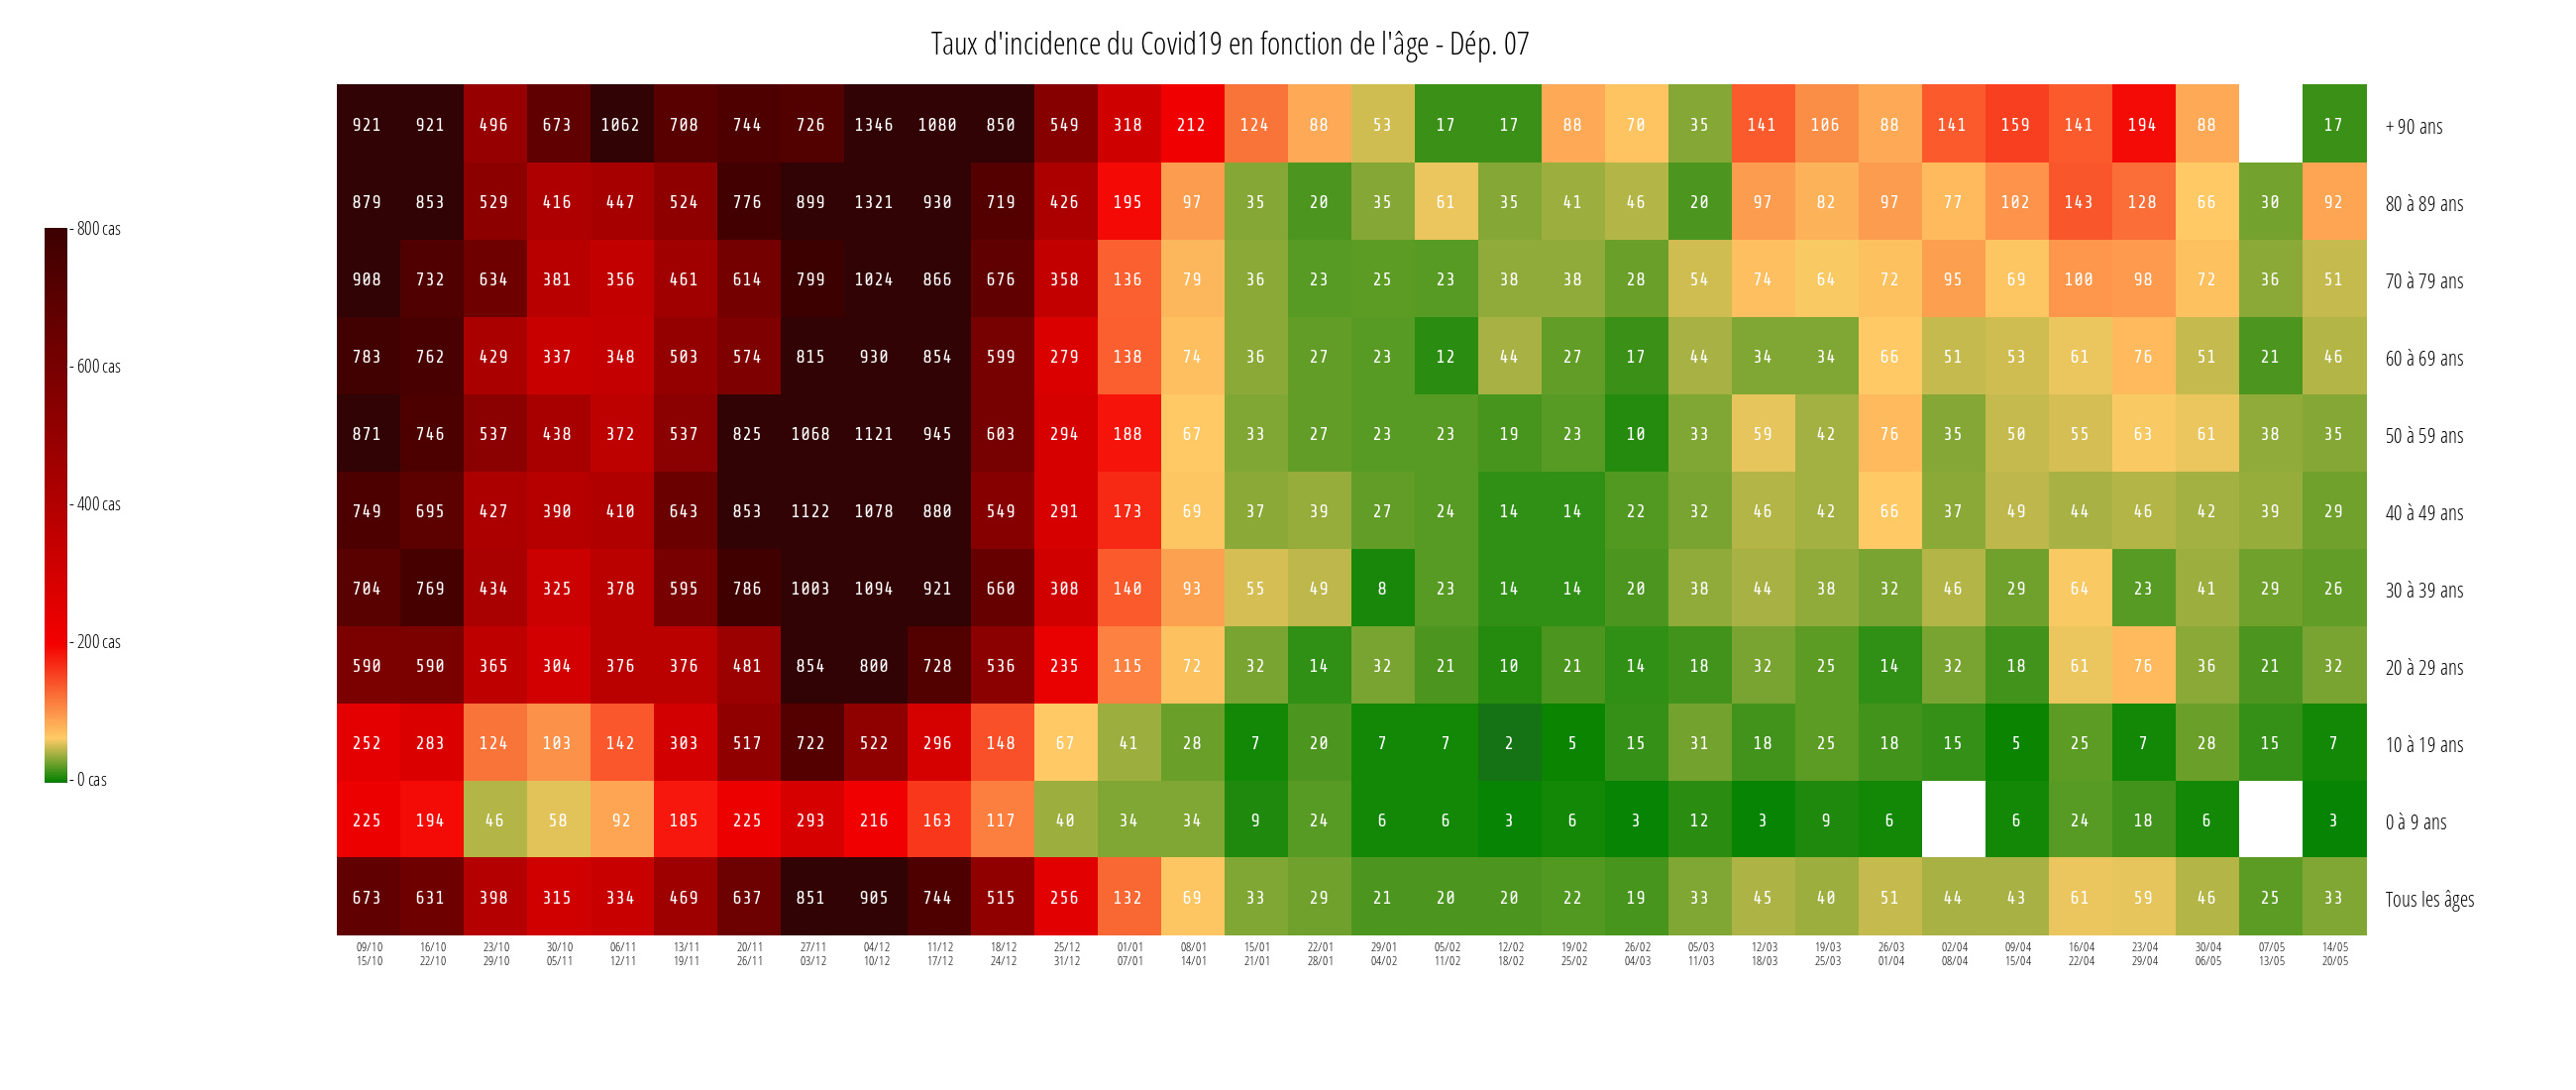 Taux d'incidence du Covid19 en fonction de l'âge - Dép. 07
921 921 496 673 1062 708 744 726 1346 1080 850 549 318 212 124 88 53 17 17 88 70 35 141 106 88 141 159 141 194 88 17 + 90 ans
879 853 529 416 447 524 776 899 1321 930 719 426 195 97 35 20 35 61 35 41 46 20 97 82 97 77 102 143 128 66 30 92 80 à 89 ans
- 800 cas
908 732 634 381 356 461 614 799 1024 866 676 358 136 79 36 23 25 23 38 38 28 54 74 64 72 95 69 100 98 72 36 51 70 à 79 ans
783 762 429 337 348 503 574 815 930 854 599 279 138 74 36 27 23 12 44 27 17 44 34 34 66 51 53 61 76 51 21 46 60 à 69 ans
- 600 cas
871 746 537 438 372 537 825 1068 1121 945 603 294 188 67 33 27 23 23 19 23 10 33 59 42 76 35 50 55 63 61 38 35 50 à 59 ans
- 400 cas
749 695 427 390 410 643 853 1122 1078 880 549 291 173 69 37 39 27 24 14 14 22 32 46 42 66 37 49 44 46 42 39 29 40 à 49 ans
704 769 434 325 378 595 786 1003 1094 921 660 308 140 93 55 49 8 23 14 14 20 38 44 38 32 46 29 64 23 41 29 26 30 à 39 ans
- 200 cas
590 590 365 304 376 376 481 854 800 728 536 235 115 72 32 14 32 21 10 21 14 18 32 25 14 32 18 61 76 36 21 32 20 à 29 ans
252 283 124 103 142 303 517 722 522 296 148 67 41 28 7 20 7 7 2 5 15 31 18 25 18 15 5 25 7 28 15 7 10 à 19 ans
- 0 cas
225 194 46 58 92 185 225 293 216 163 117 40 34 34 9 24 6 6 3 6 3 12 3 9 6 6 24 18 6 3 0 à 9 ans
673 631 398 315 334 469 637 851 905 744 515 256 132 69 33 29 21 20 20 22 19 33 45 40 51 44 43 61 59 46 25 33 Tous les âges
09/10 16/10 23/10 30/10 06/11 13/11 20/11 27/11 04/12 11/12 18/12 25/12 01/01 08/01 15/01 22/01 29/01 05/02 12/02 19/02 26/02 05/03 12/03 19/03 26/03 02/04 09/04 16/04 23/04 30/04 07/05 14/05
15/10 22/10 29/10 05/11 12/11 19/11 26/11 03/12 10/12 17/12 24/12 31/12 07/01 14/01 21/01 28/01 04/02 11/02 18/02 25/02 04/03 11/03 18/03 25/03 01/04 08/04 15/04 22/04 29/04 06/05 13/05 20/05